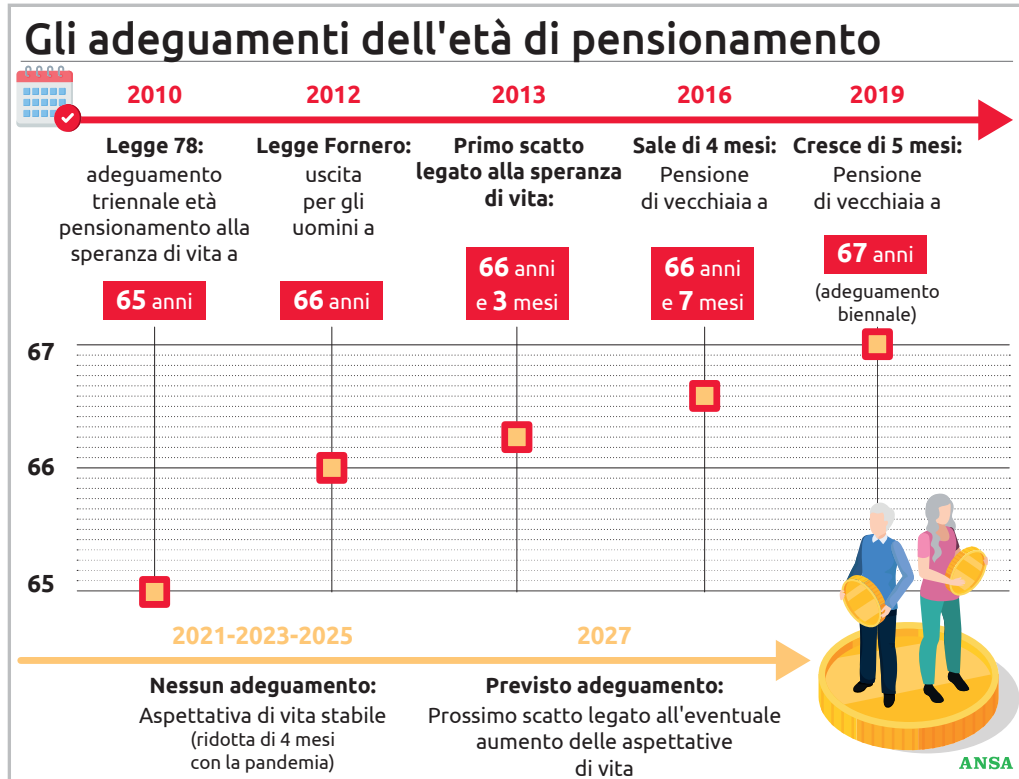 Gli adeguamenti dell'età di pensionamento
2010
Legge 78:
adeguamento
triennale età
pensionamento alla
speranza di vita a
65 anni
2012
Legge Fornero:
uscita
per gli
uomini a
66 anni
2013
Primo scatto
legato alla speranza
di vita:
66 anni
e 3 mesi
2016
Sale di 4 mesi:
Pensione
di vecchiaia a
66 anni
e 7 mesi
2019
Cresce di 5 mesi:
Pensione
di vecchiaia a
67 anni
(adeguamento
biennale)
67
66
65
2021-2023-2025
Nessun adeguamento:
Aspettativa di vita stabile
(ridotta di 4 mesi
con la pandemia)
2027
Previsto adeguamento:
Prossimo scatto legato all'eventuale
aumento delle aspettative
di vita
ANSA